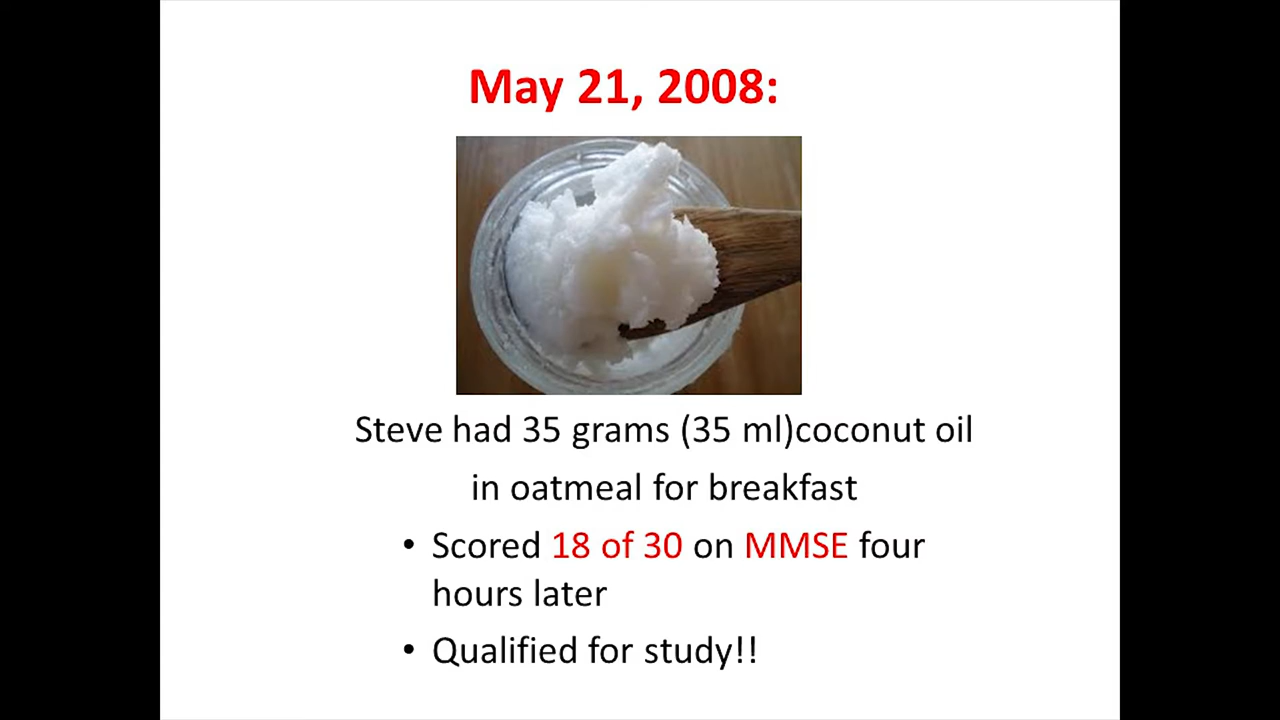 May 21, 2008:
Steve had 35 grams (35 ml)coconut oil
in oatmeal for breakfast
• Scored 18 of 30 on MMSE four
hours later
• Qualified for study!!